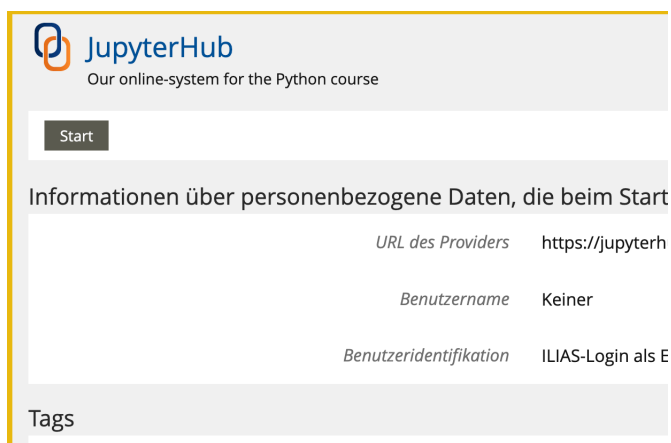 JupyterHub
Our online-system for the Python course
Start
Informationen über personenbezogene Daten, die beim Start
URL des Providers https://jupyterh
Benutzername Keiner
Benutzeridentifikation ILIAS-Login als E
Tags